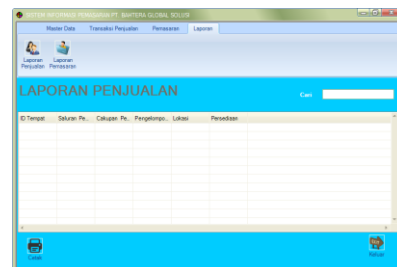 SISTEM INFORMASI PEMASARAN PT. BAHTERA GLOBAL SOLUSI
Master Data Transaksi Penjualan Pemasaran Laporan
Laporan Penjualan Laporan Pemasaran
LAPORAN PENJUALAN
Cari
ID Tempat Saluran Pe... Cakupan Pe... Pengelompo... Lokasi Persediaan
Cetak Keluar